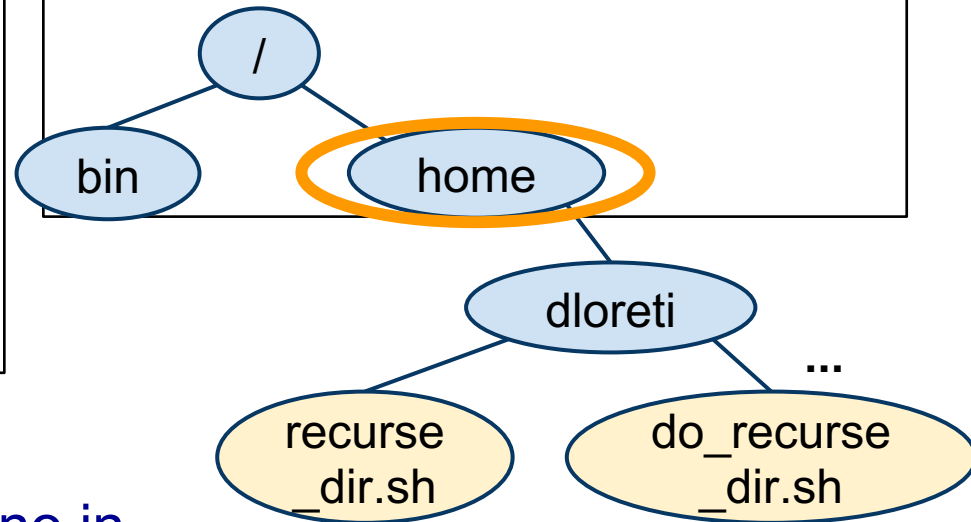 /
bin
home
dloreti
...
recurse
_dir.sh
do_recurse
_dir.sh